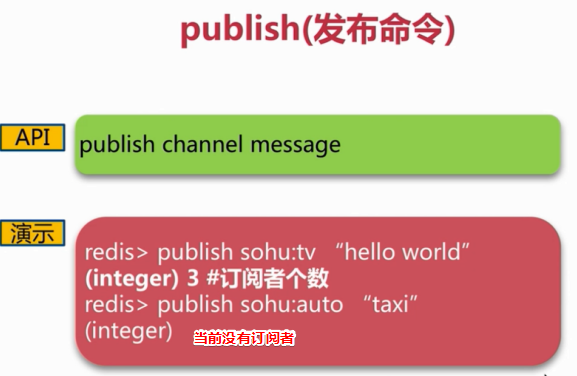 publish(发布命令)
API
publish channel message
演示
redis> publish sohu:tv “hello world”
(integer) 3 #订阅者个数
redis> publish sohu:auto “taxi”
(integer) 当前没有订阅者